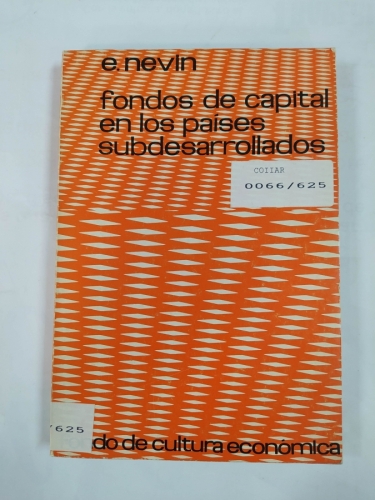 e. nevin
fondos de capital
en los países
subdesarrollados
COIIAR
0066/625
/625
do de cultura económica